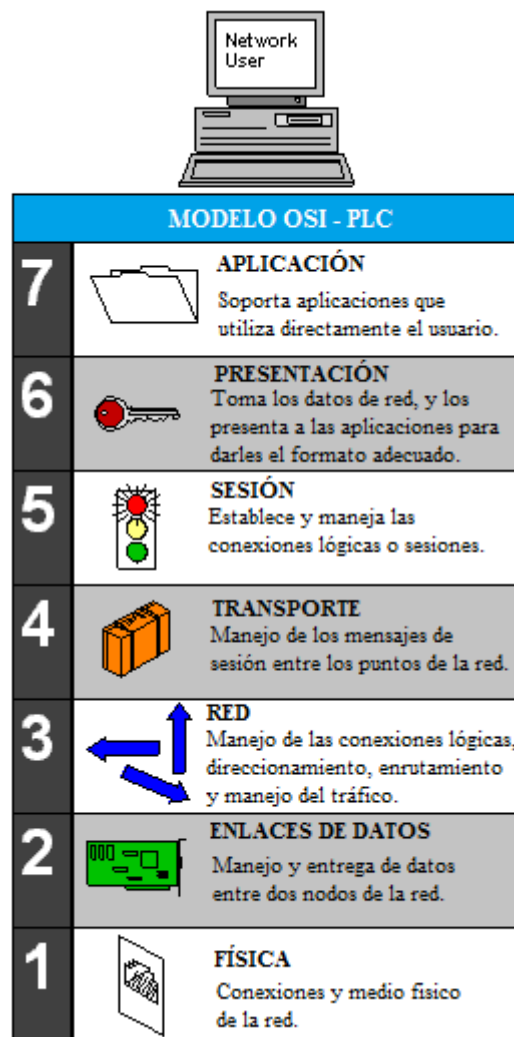 Network
User
MODELO OSI - PLC
7
APLICACIÓN
Soporta aplicaciones que
utiliza directamente el usuario.
6
PRESENTACIÓN
Toma los datos de red, y los
presenta a las aplicaciones para
darles el formato adecuado.
5
SESIÓN
Establece y maneja las
conexiones lógicas o sesiones.
4
TRANSPORTE
Manejo de los mensajes de
sesión entre los puntos de la red.
3
RED
Manejo de las conexiones lógicas,
direccionamiento, enrutamiento
y manejo del tráfico.
2
ENLACES DE DATOS
Manejo y entrega de datos
entre dos nodos de la red.
1
FÍSICA
Conexiones y medio fisico
de la red.